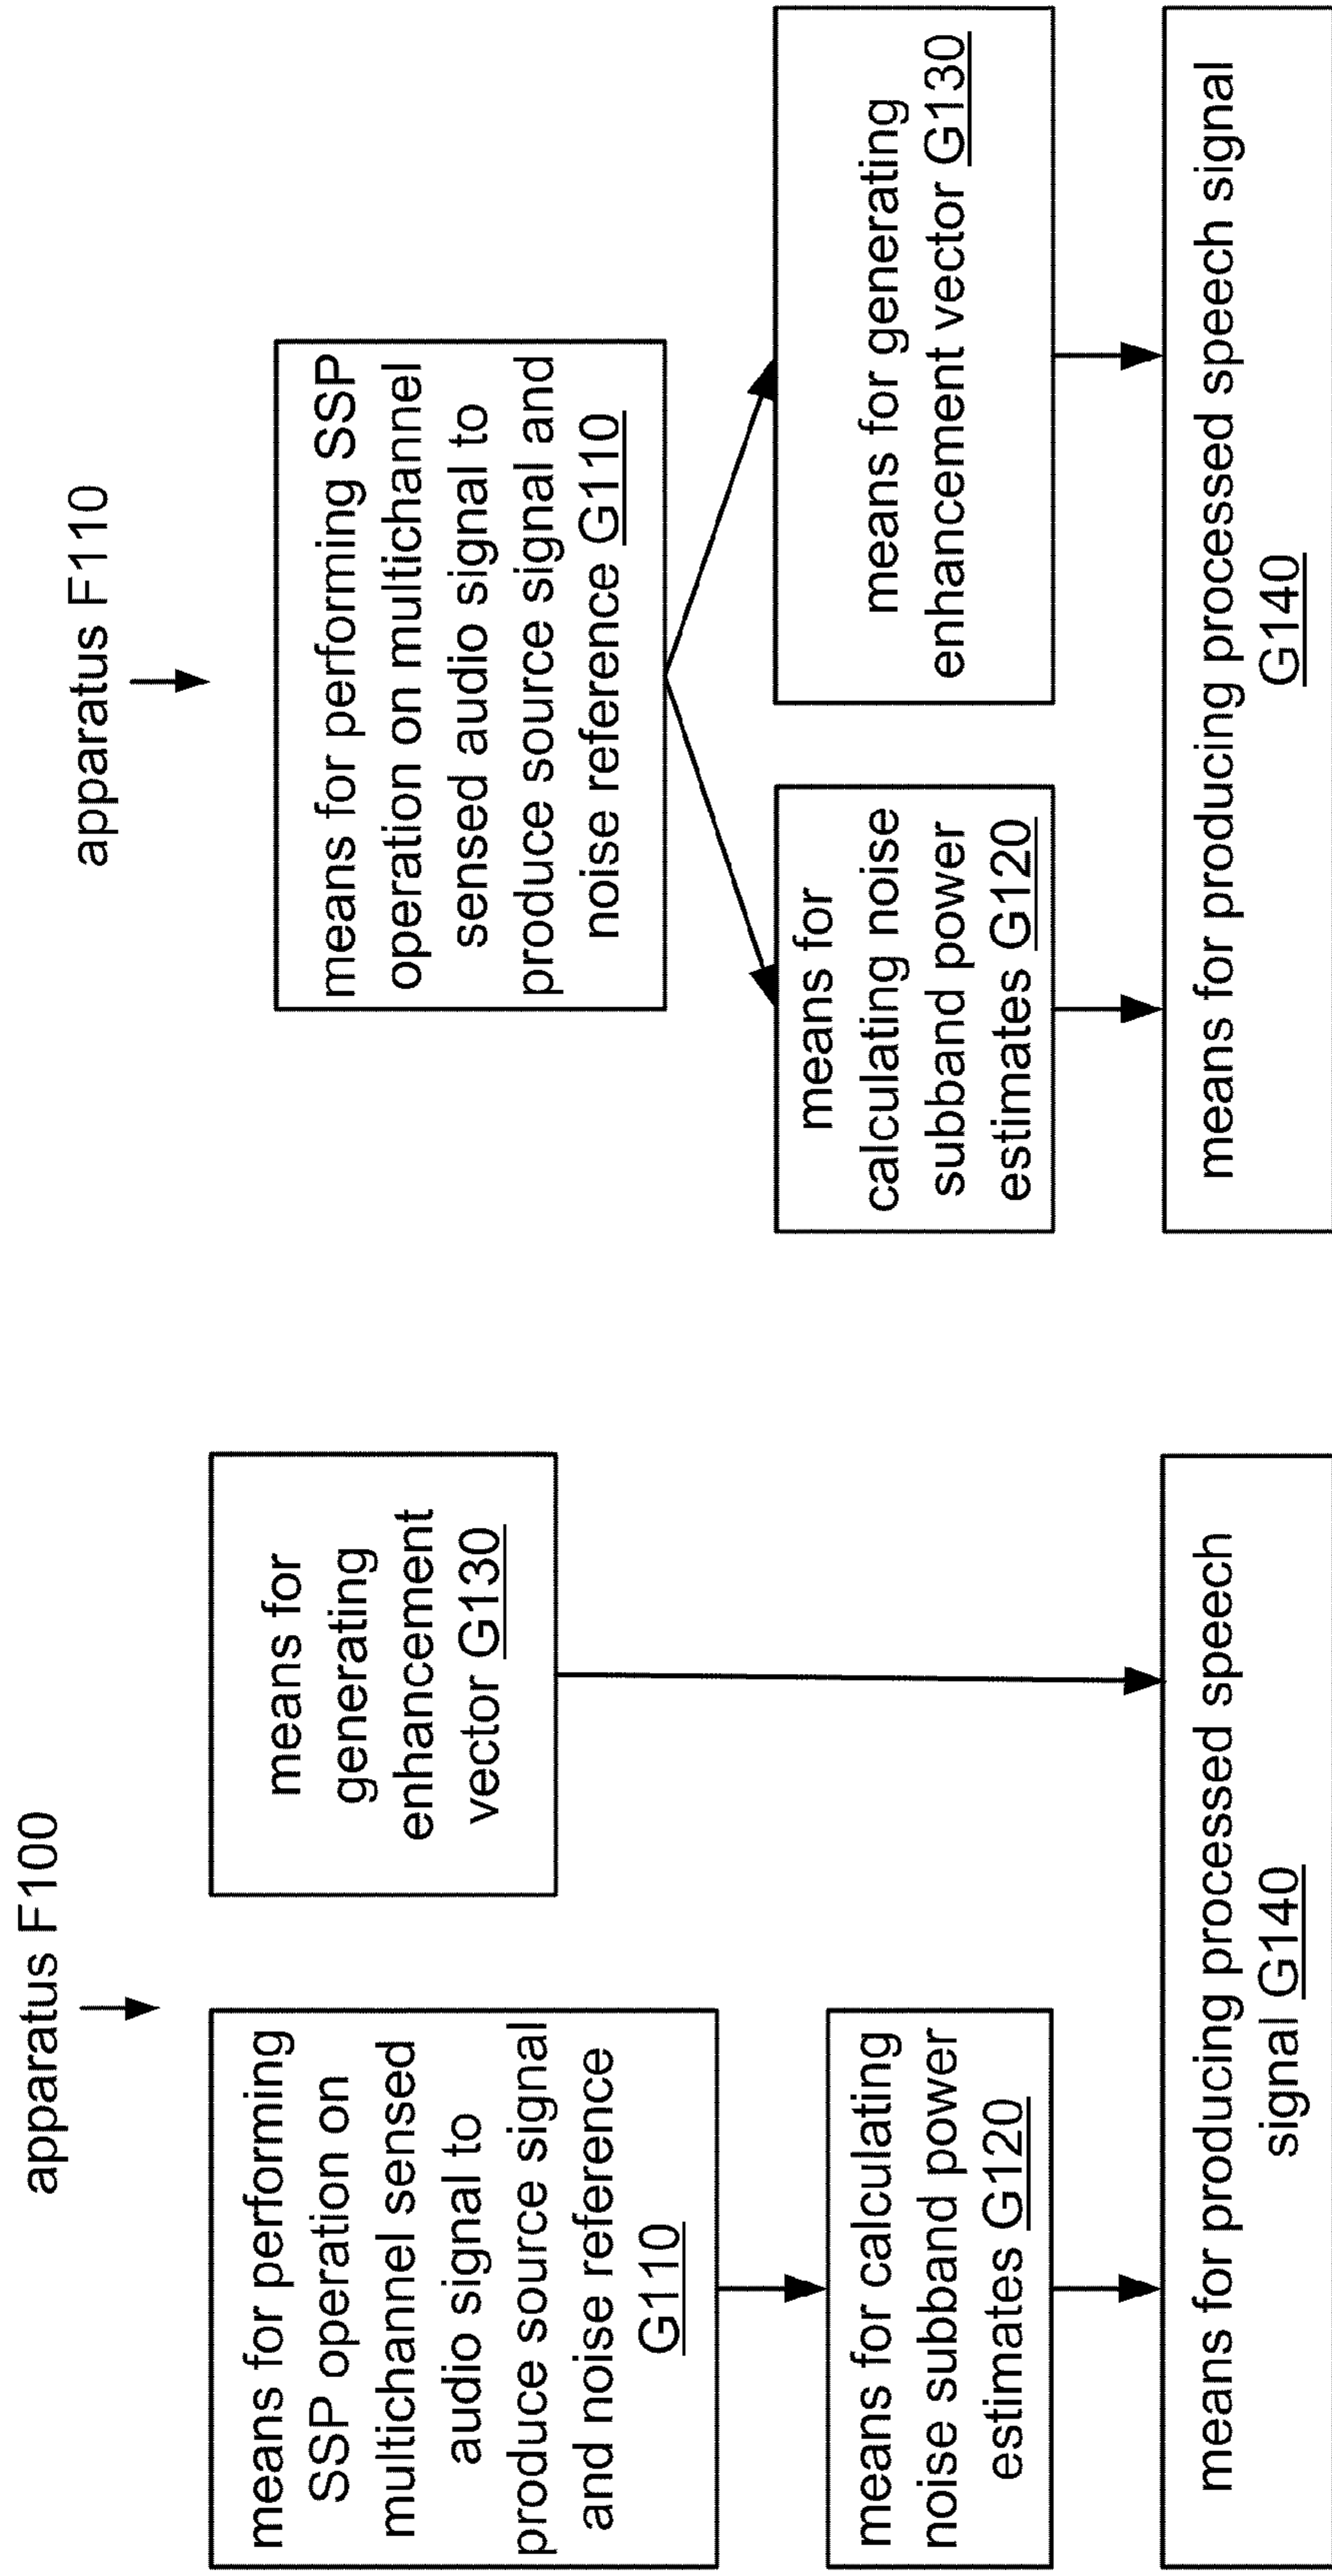 apparatus F100
means for performing
SSP operation on
multichannel sensed
audio signal to
produce source signal
and noise reference
G110
means for
generating
enhancement
vector G130
means for calculating
noise subband power
estimates G120
means for producing processed speech
signal G140
apparatus F110
means for performing SSP
operation on multichannel
sensed audio signal to
produce source signal and
noise reference G110
means for
calculating noise
subband power
estimates G120
means for generating
enhancement vector G130
means for producing processed speech signal
G140